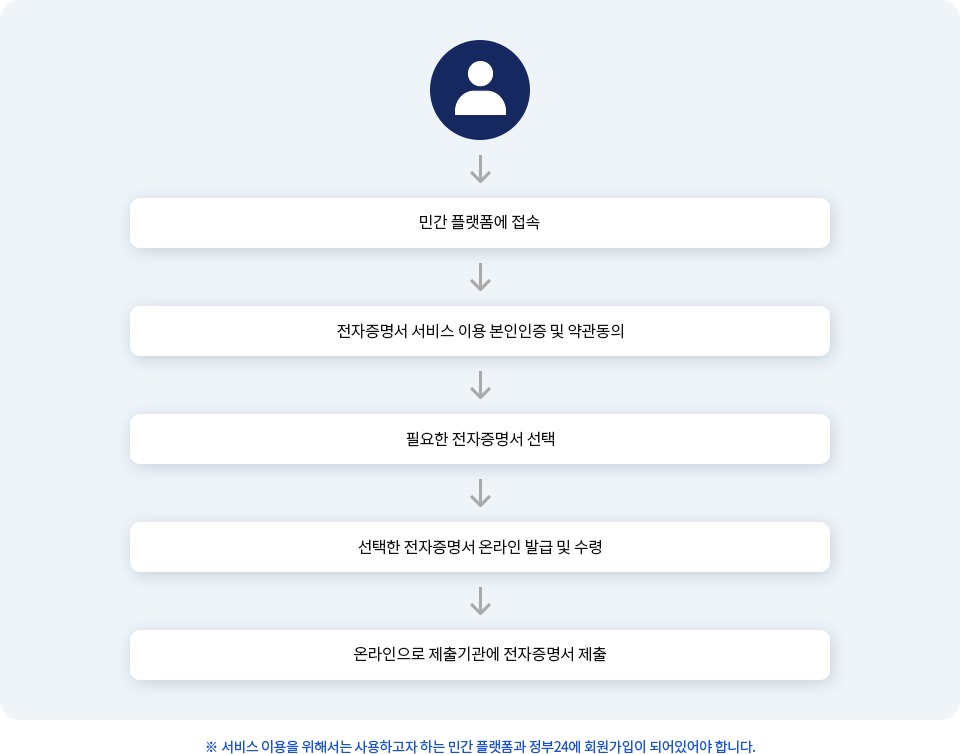 민간 플랫폼에 접속
전자증명서 서비스 이용 본인인증 및 약관동의
필요한 전자증명서 선택
선택한 전자증명서 온라인 발급 및 수령
온라인으로 제출기관에 전자증명서 제출
※ 서비스 이용을 위해서는 사용하고자 하는 민간 플랫폼과 정부24에 회원가입이 되어있어야 합니다.